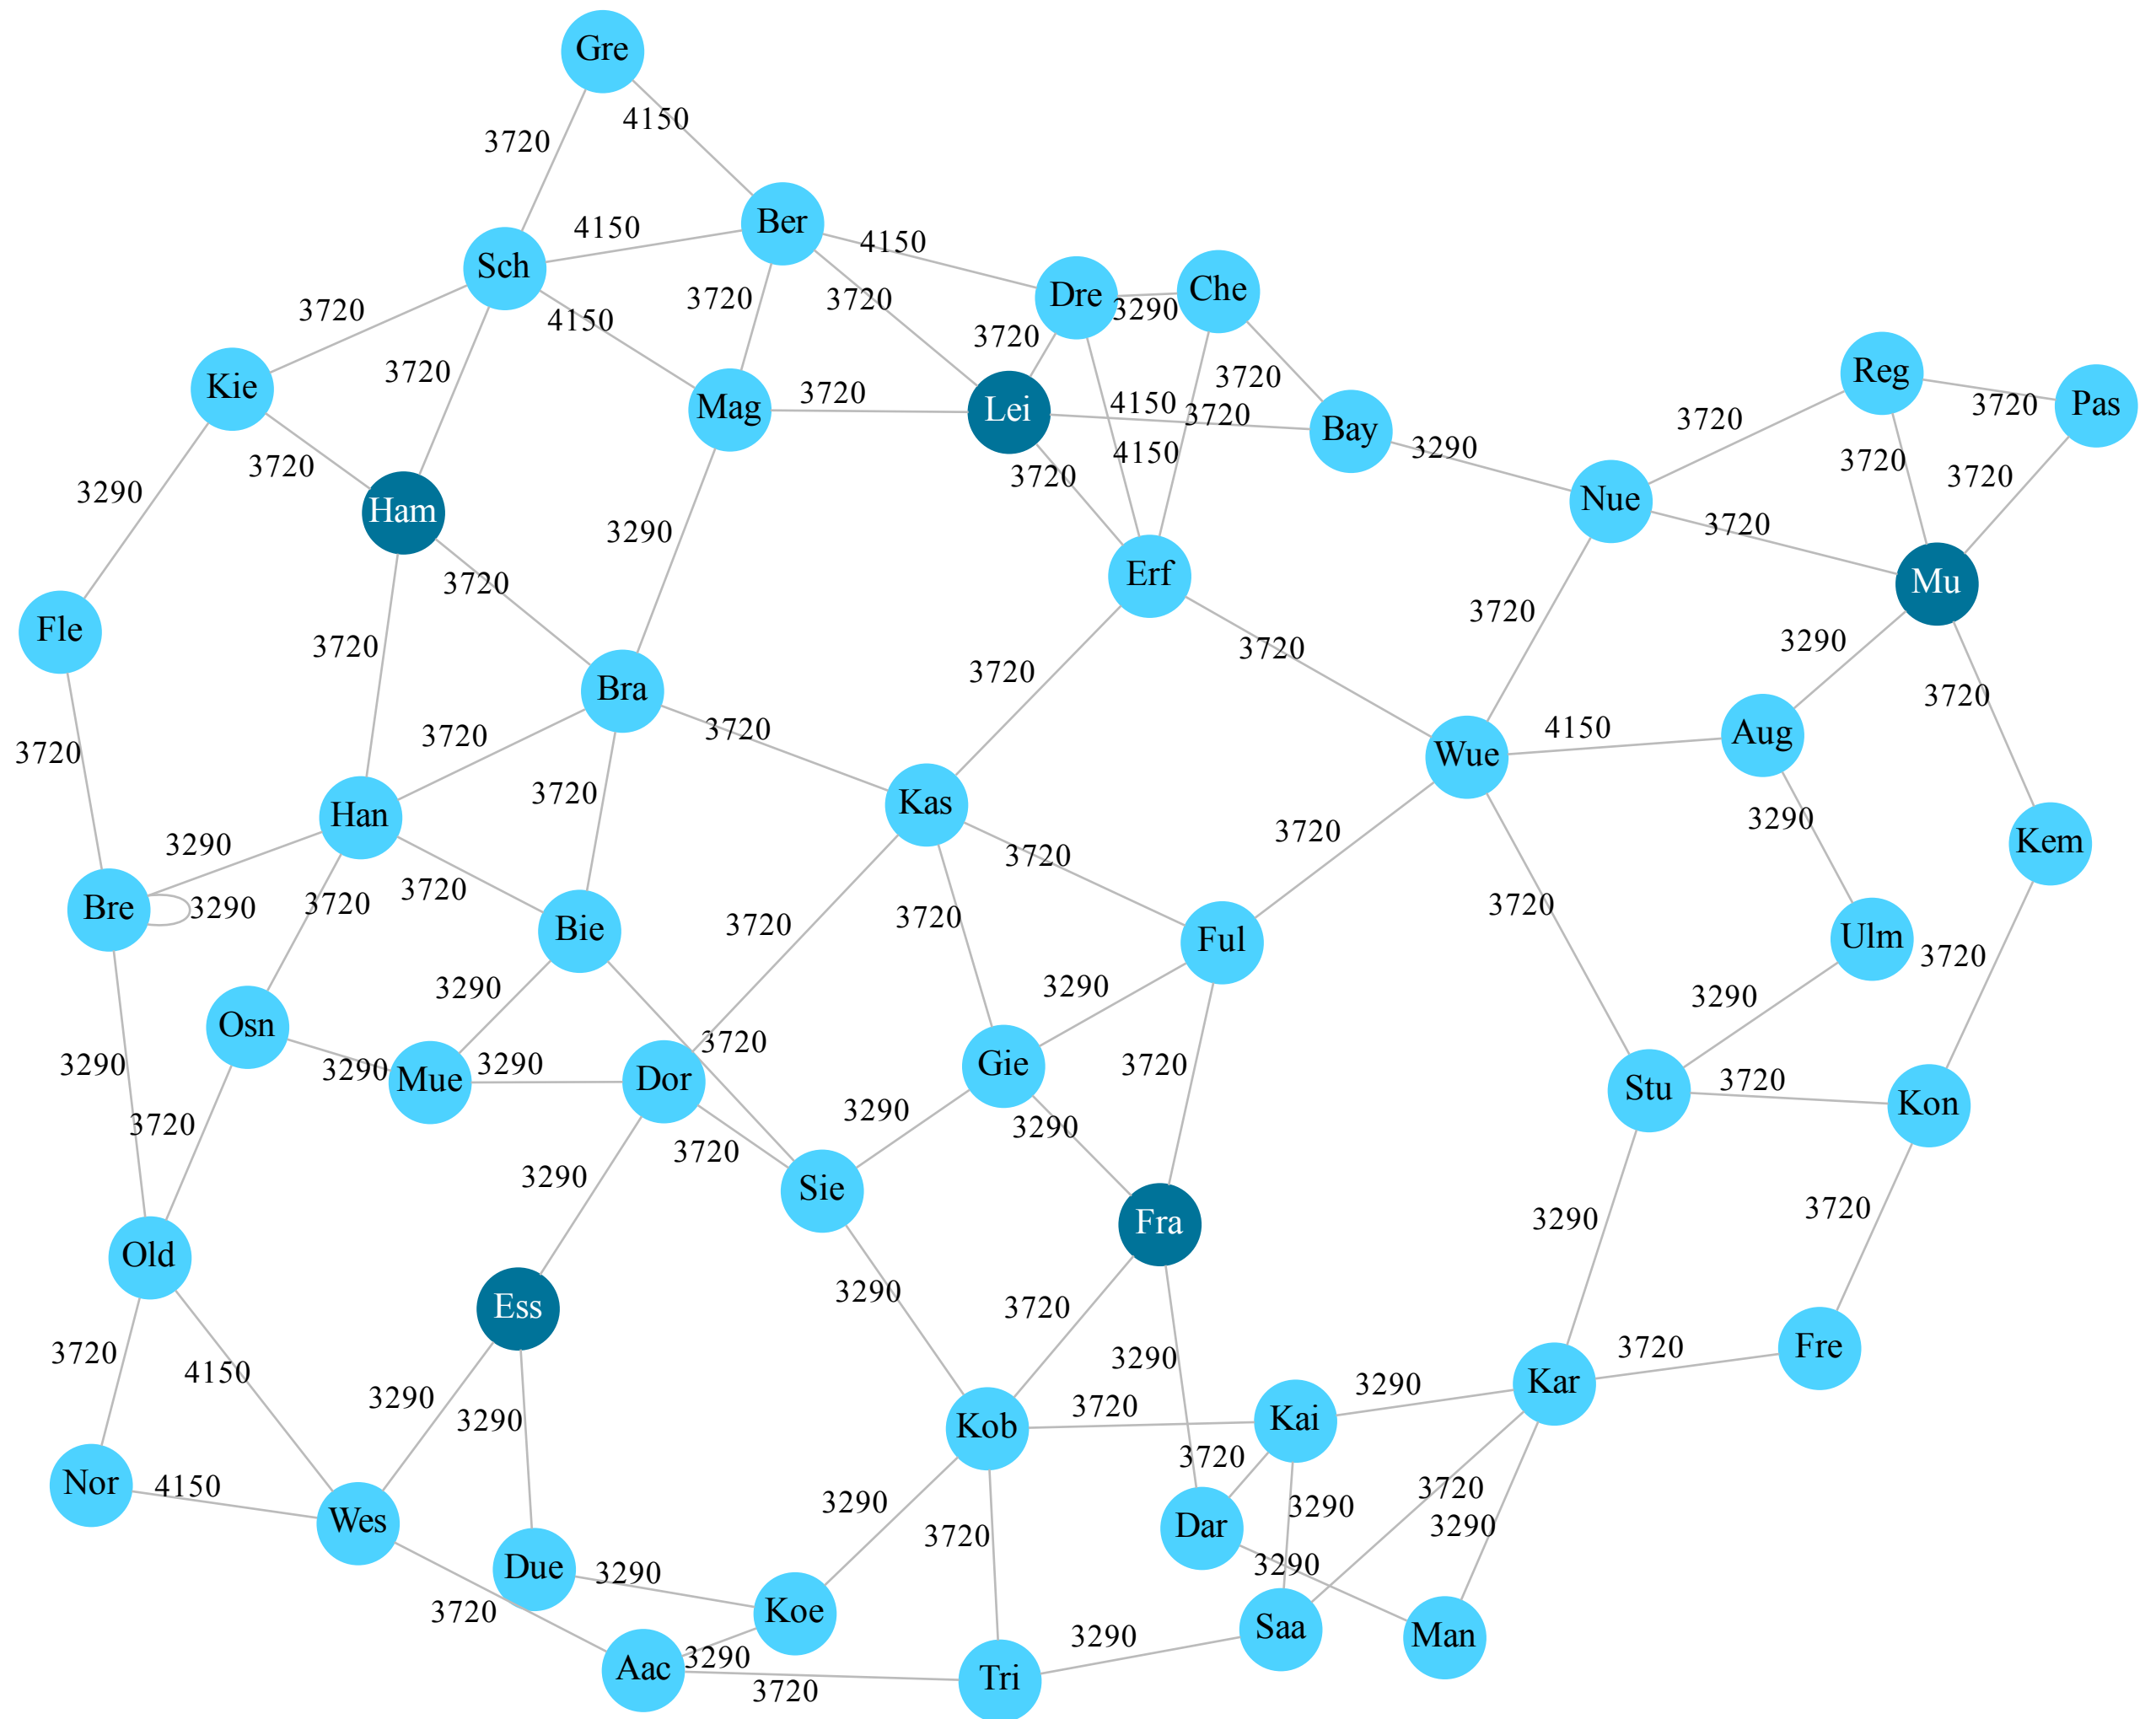 Gre
4150
3720
Ber
4150
4150
Sch
Che
Dre
3720
3720
3290
3720
3720
4150
Reg
3720
3720
Kie
3720
4150
3720
Pas
Mag
3720
Lei
3720
Bay
3290
4150
3720
3720
3720
3720
3290
Nue
Ham
3720
3290
Erf
3720
Mu
Fle
3720
3720
3720
3290
3720
Bra
3720
3720
4150
Aug
3720
3720
Wue
3720
Kas
3720
Han
3290
3720
Kem
3290
3720
3720
3720
3720
3290
Bre
3720
Bie
3720
Ful
Ulm
3720
3290
3290
3290
Osn
3720
3290
3290
3290
Mue
Dor
Gie
3720
3720
Stu
Kon
3720
3290
3290
3720
3290
Sie
3720
3290
Fra
Old
3290
Ess
3720
3720
3290
3720
Fre
4150
3290
Kar
3290
3290
3720
Kob
Kai
Nor
4150
3720
3720
3290
3290
Wes
3720
Dar
3290
3290
Due
3290
3720
Koe
Saa
Man
3290
3290
Aac
3720
Tri